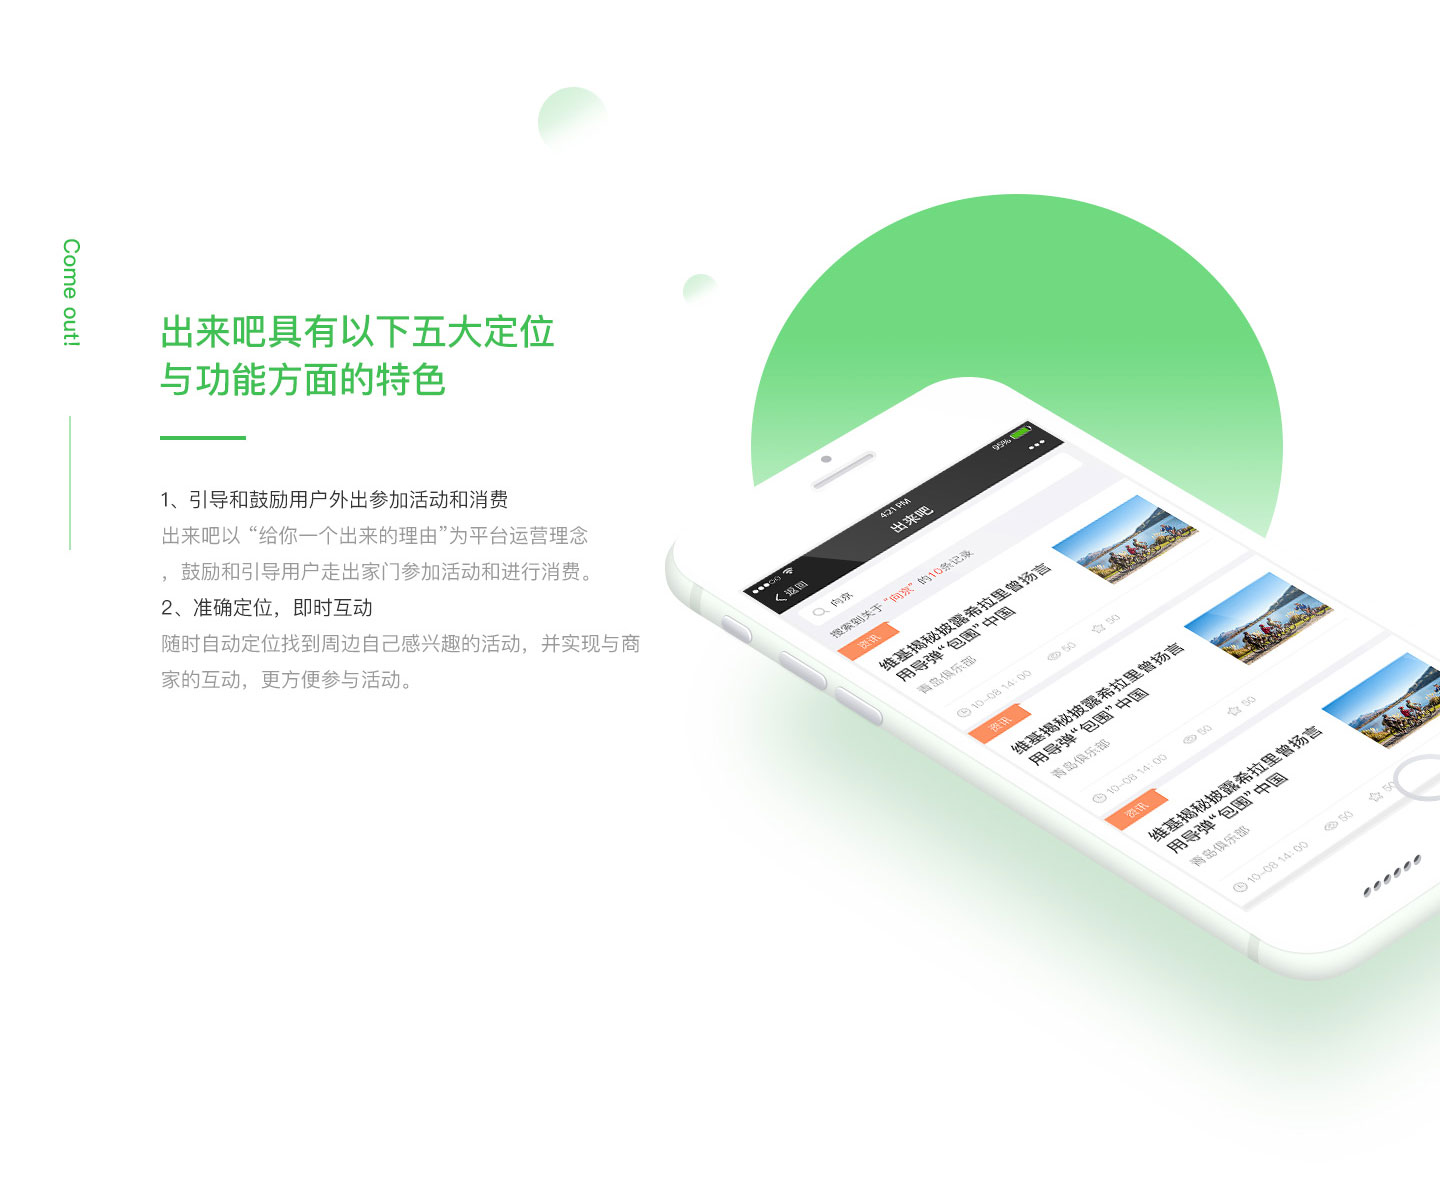 Come out!
出来吧具有以下五大定位
与功能方面的特色
1、引导和鼓励用户外出参加活动和消费
出来吧以 “给你一个出来的理由”为平台运营理念
，鼓励和引导用户走出家门参加活动和进行消费。
2、准确定位，即时互动
随时自动定位找到周边自己感兴趣的活动，并实现与商
家的互动，更方便参与活动。
4:21 PM
95%
返回
出来吧
向京
搜索到关于 “向京” 的10条记录
资讯
维基揭秘披露希拉里曾扬言
用导弹“包围”中国
青岛俱乐部
10-08 14: 00
50
50
资讯
维基揭秘披露希拉里曾扬言
用导弹“包围”中国
青岛俱乐部
10-08 14: 00
50
50
资讯
维基揭秘披露希拉里曾扬言
用导弹“包围”中国
青岛俱乐部
10-08 14: 00
50
50